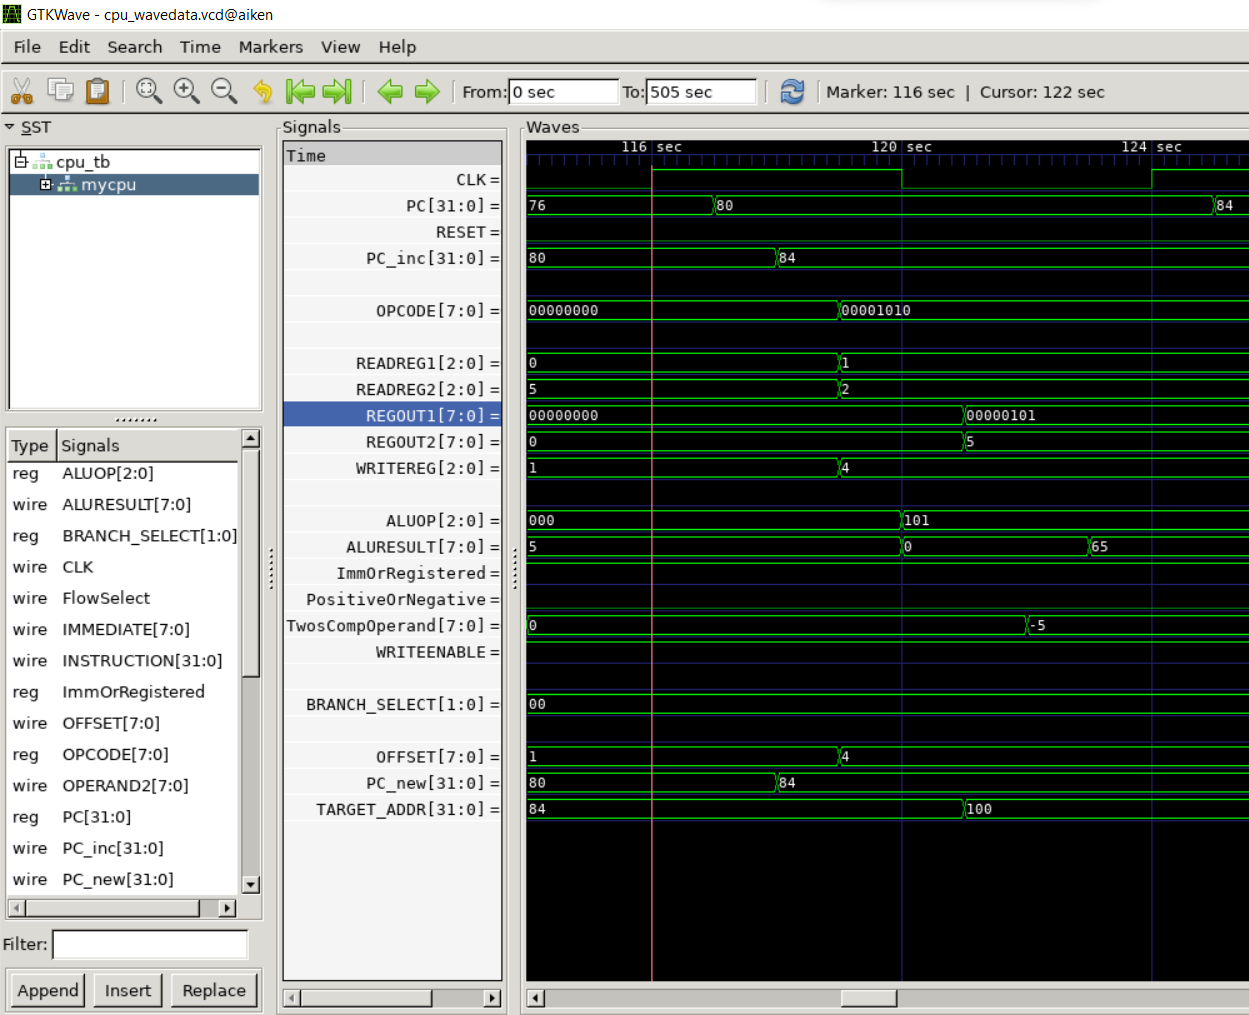 GTKWave - cpu_wavedata.vcd@aiken
File Edit Search Time Markers View Help
From: 0 sec To: 505 sec Marker: 116 sec | Cursor: 122 sec
SST
cpu_tb
mycpu
Type Signals
reg ALUOP[2:0]
wire ALURESULT[7:0]
reg BRANCH_SELECT[1:0]
wire CLK
wire FlowSelect
wire IMMEDIATE[7:0]
wire INSTRUCTION[31:0]
reg ImmOrRegistered
wire OFFSET[7:0]
reg OPCODE[7:0]
wire OPERAND2[7:0]
reg PC[31:0]
wire PC_inc[31:0]
wire PC_new[31:0]
Filter:
Append Insert Replace
Signals
Time
CLK =
PC[31:0] =
RESET =
PC_inc[31:0] =
OPCODE[7:0] =
READREG1[2:0] =
READREG2[2:0] =
REGOUT1[7:0] =
REGOUT2[7:0] =
WRITEREG[2:0] =
ALUOP[2:0] =
ALURESULT[7:0] =
ImmOrRegistered =
PositiveOrNegative =
TwosCompOperand[7:0] =
WRITEENABLE =
BRANCH_SELECT[1:0] =
OFFSET[7:0] =
PC_new[31:0] =
TARGET_ADDR[31:0] =
Waves
116 sec 120 sec 124 sec
76 80 84
80 84
00000000 00001010
0 1
5 2
00000000 00000101
0 5
1 4
000 101
5 0 65
0 -5
00
1 4
80 84
84 100